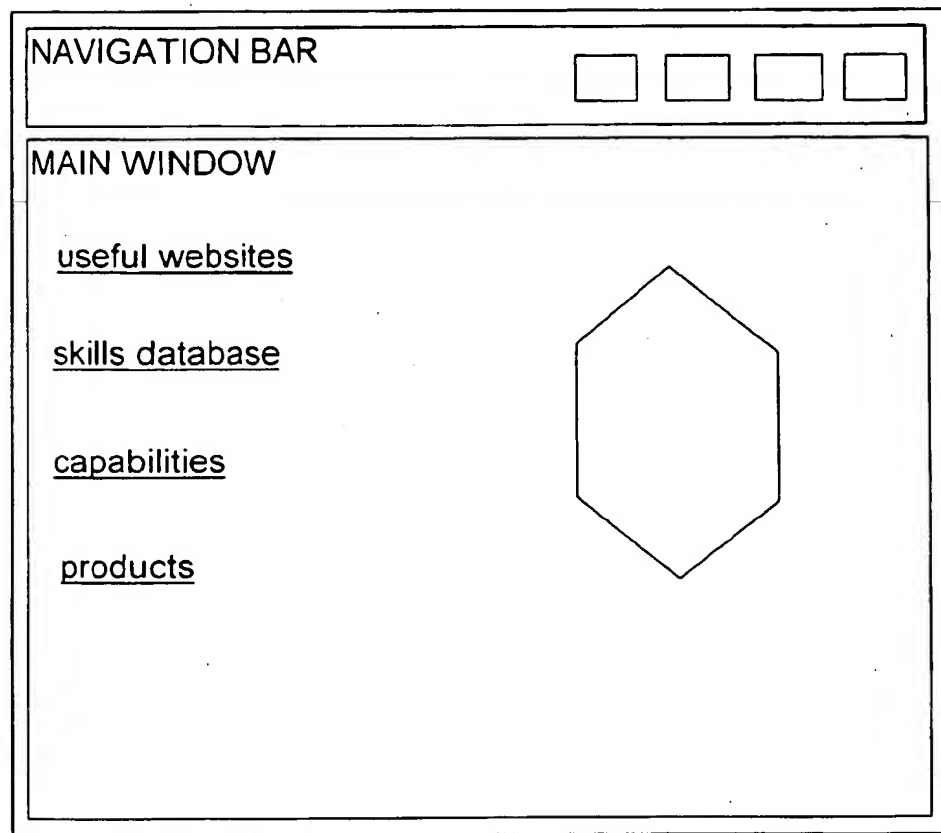 NAVIGATION BAR
MAIN WINDOW
useful websites
skills database
capabilities
products